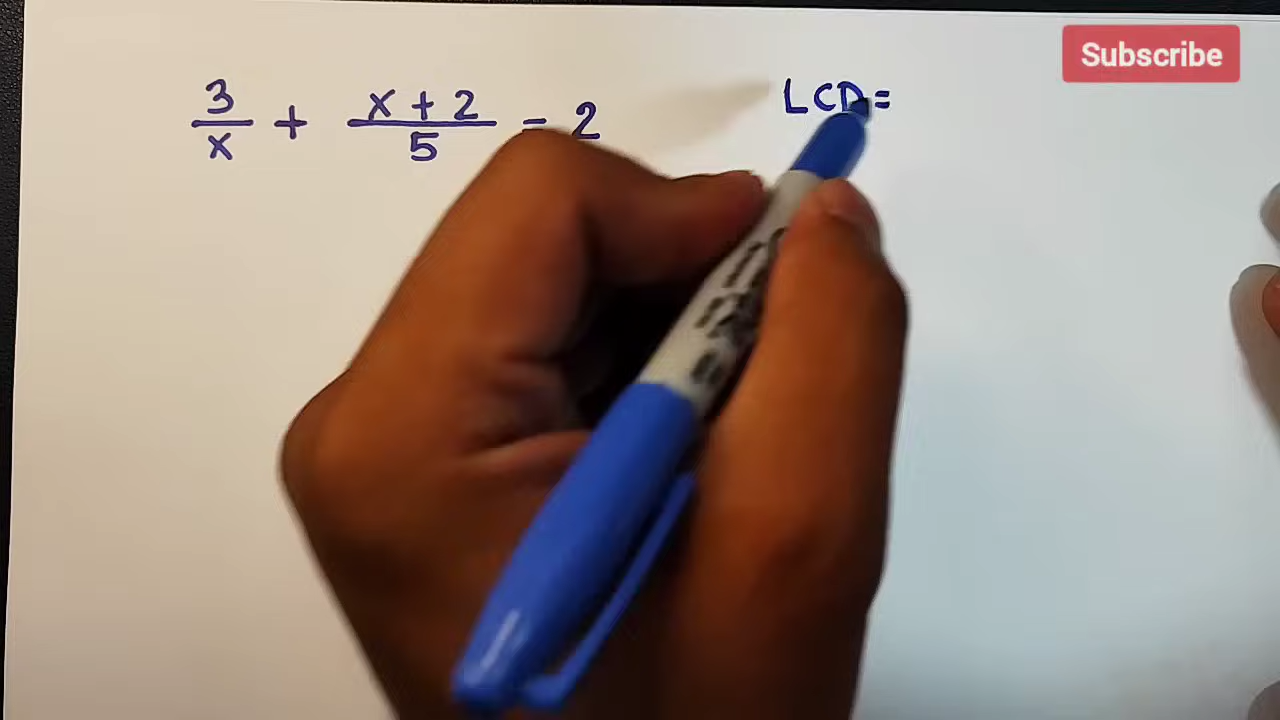 3/x + (x + 2)/5 = 2
LCD =
Subscribe